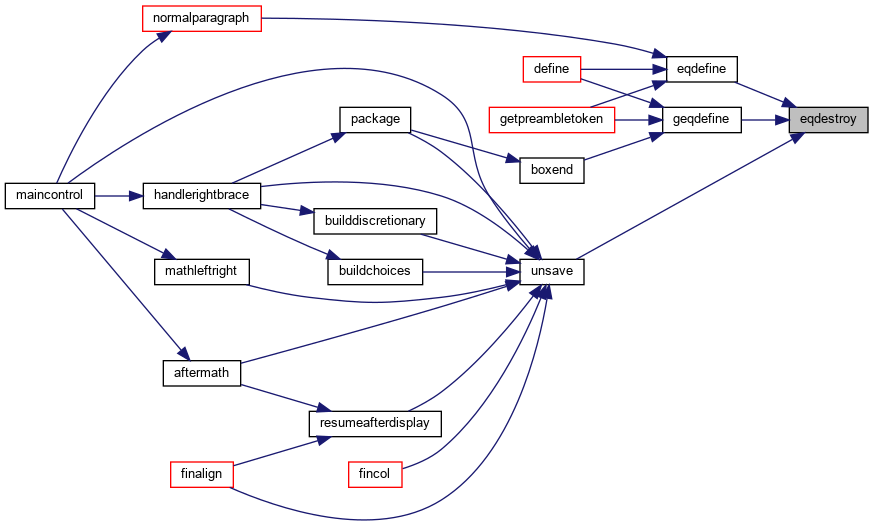 normalparagraph
define
eqdefine
package
getpreambletoken
geqdefine
eqdestroy
boxend
maincontrol
handlerightbrace
builddiscretionary
mathleftright
buildchoices
unsave
aftermath
resumeafterdisplay
finalign
fincol